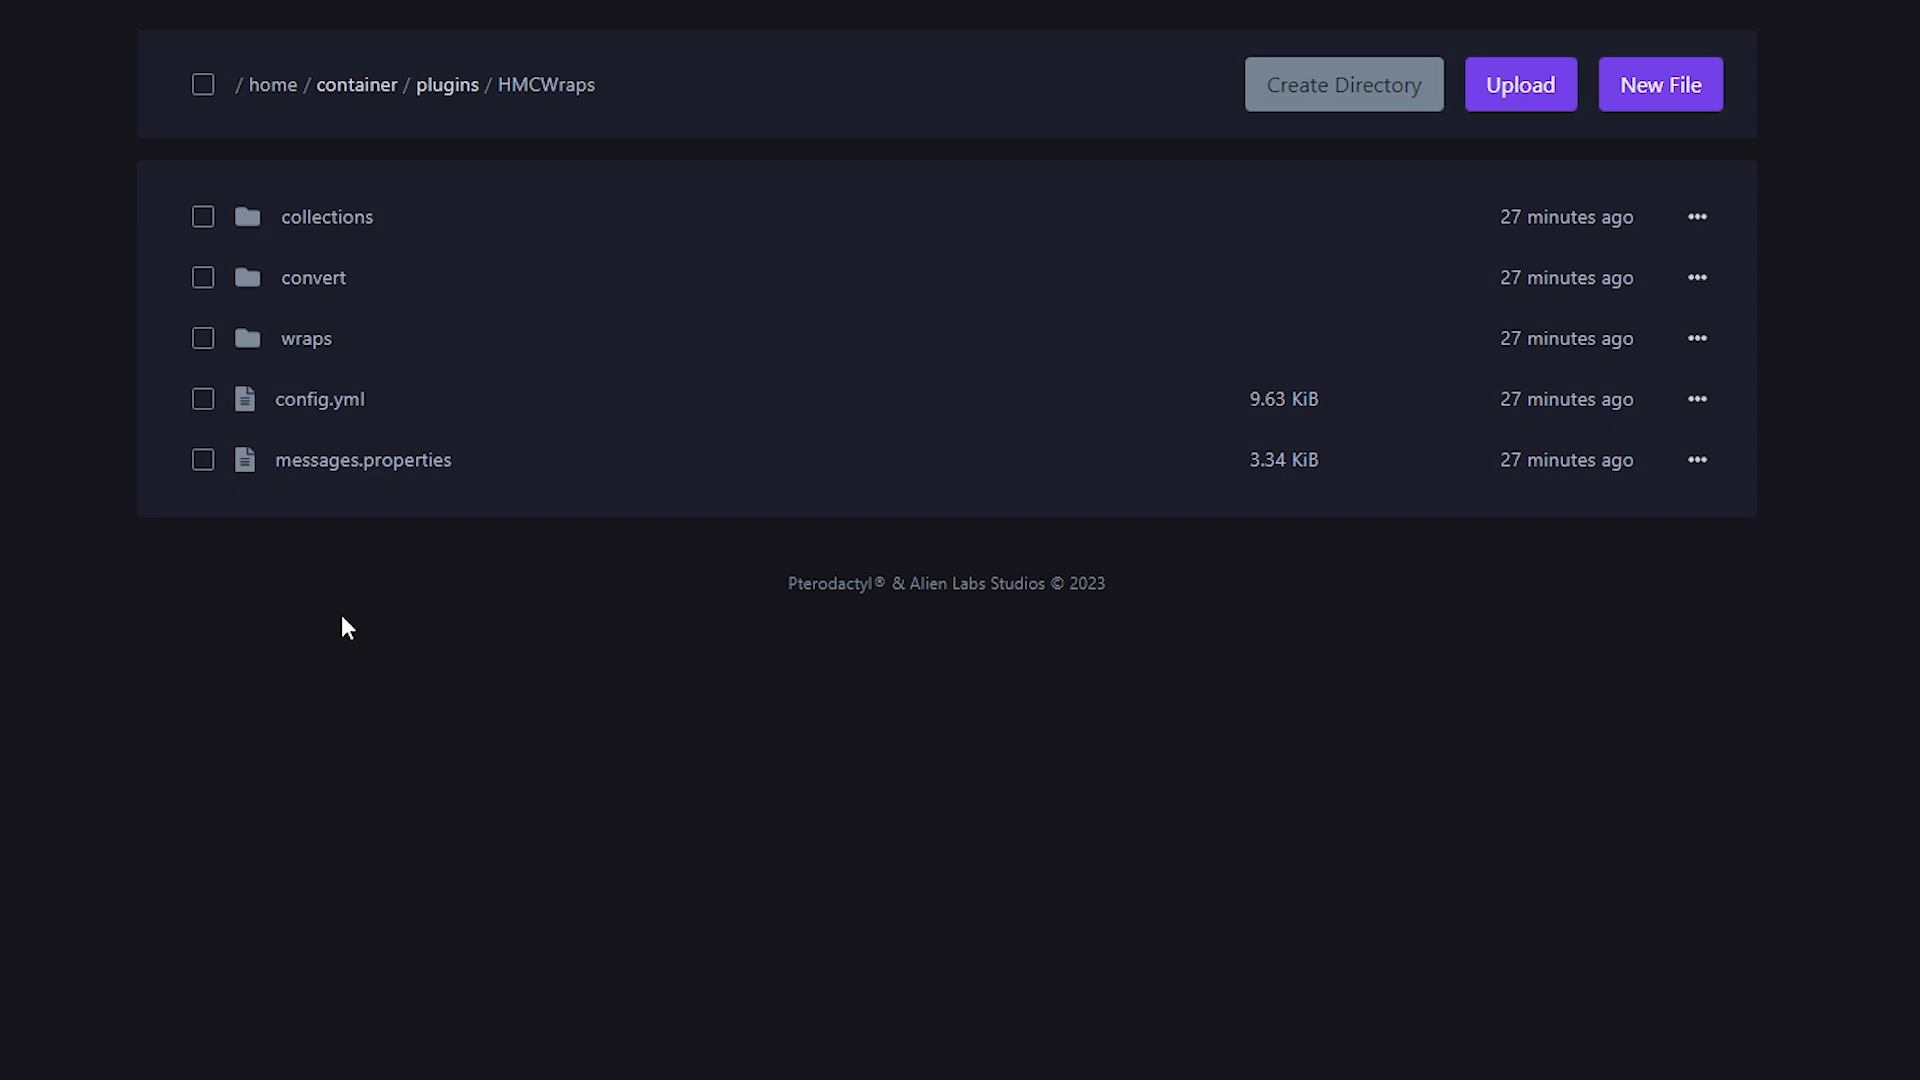 / home / container / plugins / HMCWraps Create Directory Upload New File
collections 27 minutes ago
convert 27 minutes ago
wraps 27 minutes ago
config.yml 9.63 KiB 27 minutes ago
messages.properties 3.34 KiB 27 minutes ago
Pterodactyl® & Alien Labs Studios © 2023